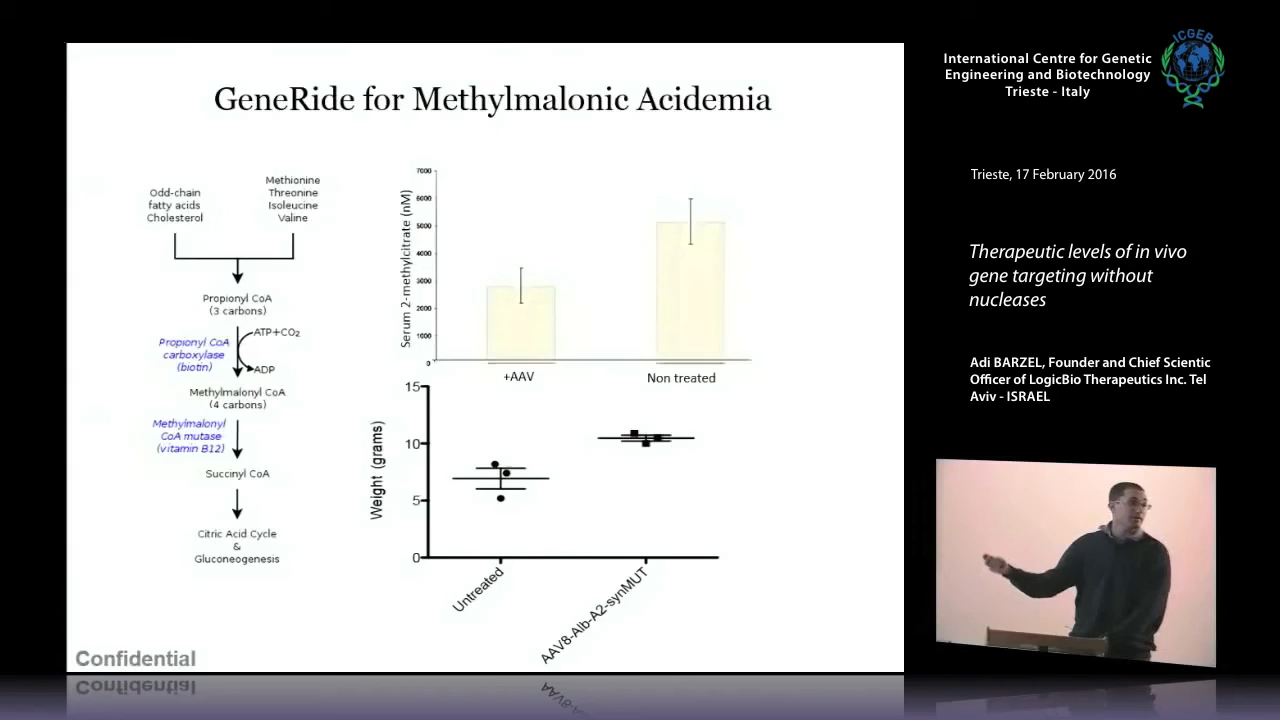 GeneRide for Methylmalonic Acidemia
Odd-chain
fatty acids
Cholesterol
Methionine
Threonine
Isoleucine
Valine
Propionyl CoA
(3 carbons)
Propionyl CoA
carboxylase
(biotin)
ATP+CO₂
ADP
Methylmalonyl CoA
(4 carbons)
Methylmalonyl
CoA mutase
(vitamin B12)
Succinyl CoA
Citric Acid Cycle
&
Gluconeogenesis
Serum 2-methylcitrate (nM)
7000
6000
5000
4000
3000
2000
1000
0
+AAV
Non treated
Weight (grams)
15
10
5
0
Untreated
AAV8-Alb-A2-synMUT
Confidential
International Centre for Genetic
Engineering and Biotechnology
Trieste - Italy
ICGEB
Trieste, 17 February 2016
Therapeutic levels of in vivo
gene targeting without
nucleases
Adi BARZEL, Founder and Chief Scientic
Officer of LogicBio Therapeutics Inc. Tel
Aviv - ISRAEL